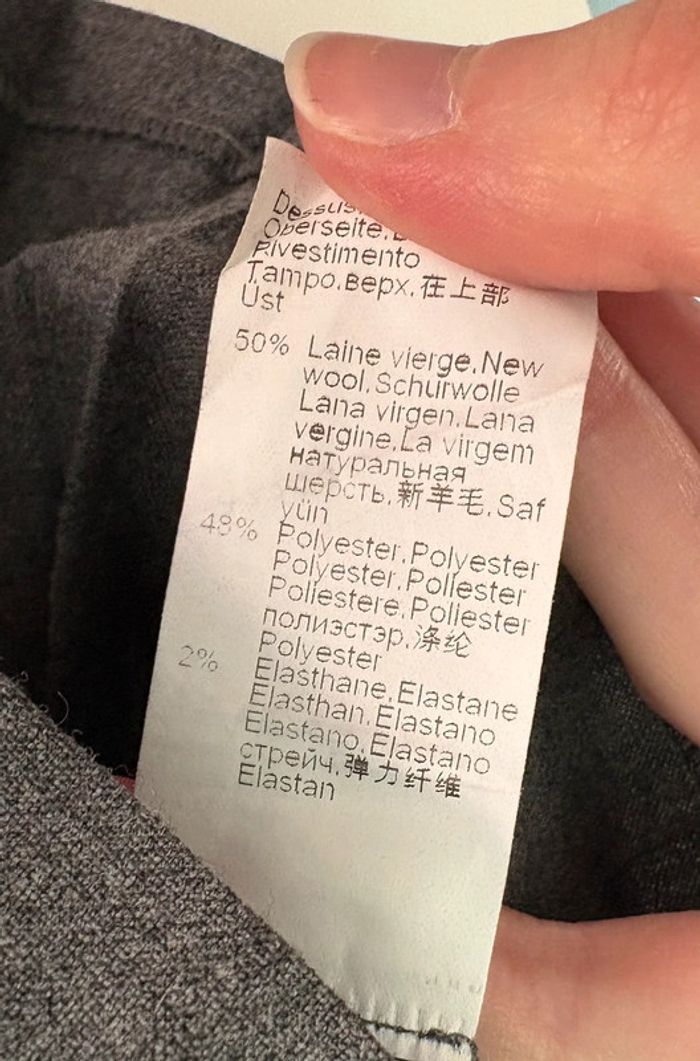 Dessus.
Oberseite.
Rivestimento
Tampo.верх.在上部
Üst
50% Laine vierge.New
wool.Schurwolle
Lana virgen.Lana
vergine.La virgem
натуральная
шерсть.新羊毛.Saf
yün
48% Polyester.Polyester
Polyester.Poliester
Poliestere.Poliester
полиэстэр.涤纶
Polyester
2% Elasthane.Elastane
Elasthan.Elastano
Elastano.Elastano
стрейч.弹力纤维
Elastan